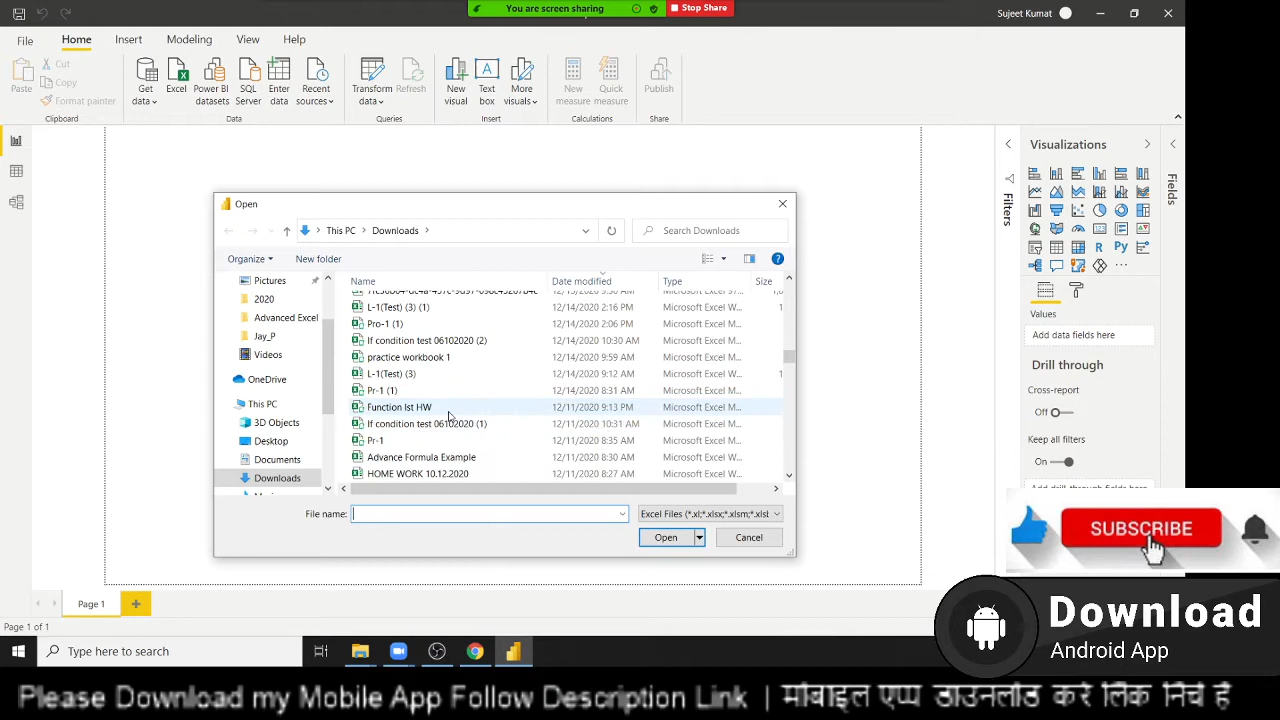 You are screen sharing
Stop Share
Sujeet Kumat
File
Home
Insert
Modeling
View
Help
Paste
Cut
Copy
Format painter
Clipboard
Get data
Excel
Power BI datasets
SQL Server
Enter data
Recent sources
Data
Transform data
Refresh
Queries
New visual
Text box
More visuals
Insert
New measure
Quick measure
Calculations
Publish
Share
Open
This PC
Downloads
Search Downloads
Organize
New folder
Name
Date modified
Type
Size
L-1(Test) (3) (1) 12/14/2020 2:16 PM Microsoft Excel W... 1
Pro-1 (1) 12/14/2020 2:06 PM Microsoft Excel M...
If condition test 06102020 (2) 12/14/2020 10:30 AM Microsoft Excel M...
practice workbook 1 12/14/2020 9:59 AM Microsoft Excel M...
L-1(Test) (3) 12/14/2020 9:12 AM Microsoft Excel W... 1
Pr-1 (1) 12/14/2020 8:31 AM Microsoft Excel M...
Function Ist HW 12/11/2020 9:13 PM Microsoft Excel M...
If condition test 06102020 (1) 12/11/2020 10:31 AM Microsoft Excel M...
Pr-1 12/11/2020 8:35 AM Microsoft Excel M...
Advance Formula Example 12/11/2020 8:30 AM Microsoft Excel M...
HOME WORK 10.12.2020 12/11/2020 8:27 AM Microsoft Excel M...
Pictures
2020
Advanced Excel
Jay_P
Videos
OneDrive
This PC
3D Objects
Desktop
Documents
Downloads
File name:
Excel Files (*.xl;*.xlsx;*.xlsm;*.xlst
Open
Cancel
Filters
Visualizations
Fields
R
Py
Values
Add data fields here
Drill through
Cross-report
Off
Keep all filters
On
SUBSCRIBE
Download
Android App
Page 1
Page 1 of 1
Type here to search
Please Download my Mobile App Follow Description Link | मोबाइल एप्प डाउनलोड करे लिंक निचे है